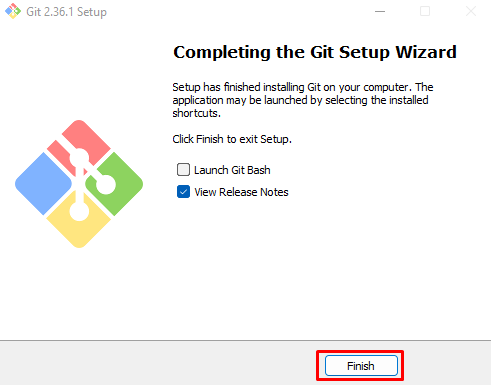 Git 2.36.1 Setup
Completing the Git Setup Wizard
Setup has finished installing Git on your computer. The
application may be launched by selecting the installed
shortcuts.
Click Finish to exit Setup.
Launch Git Bash
View Release Notes
Finish